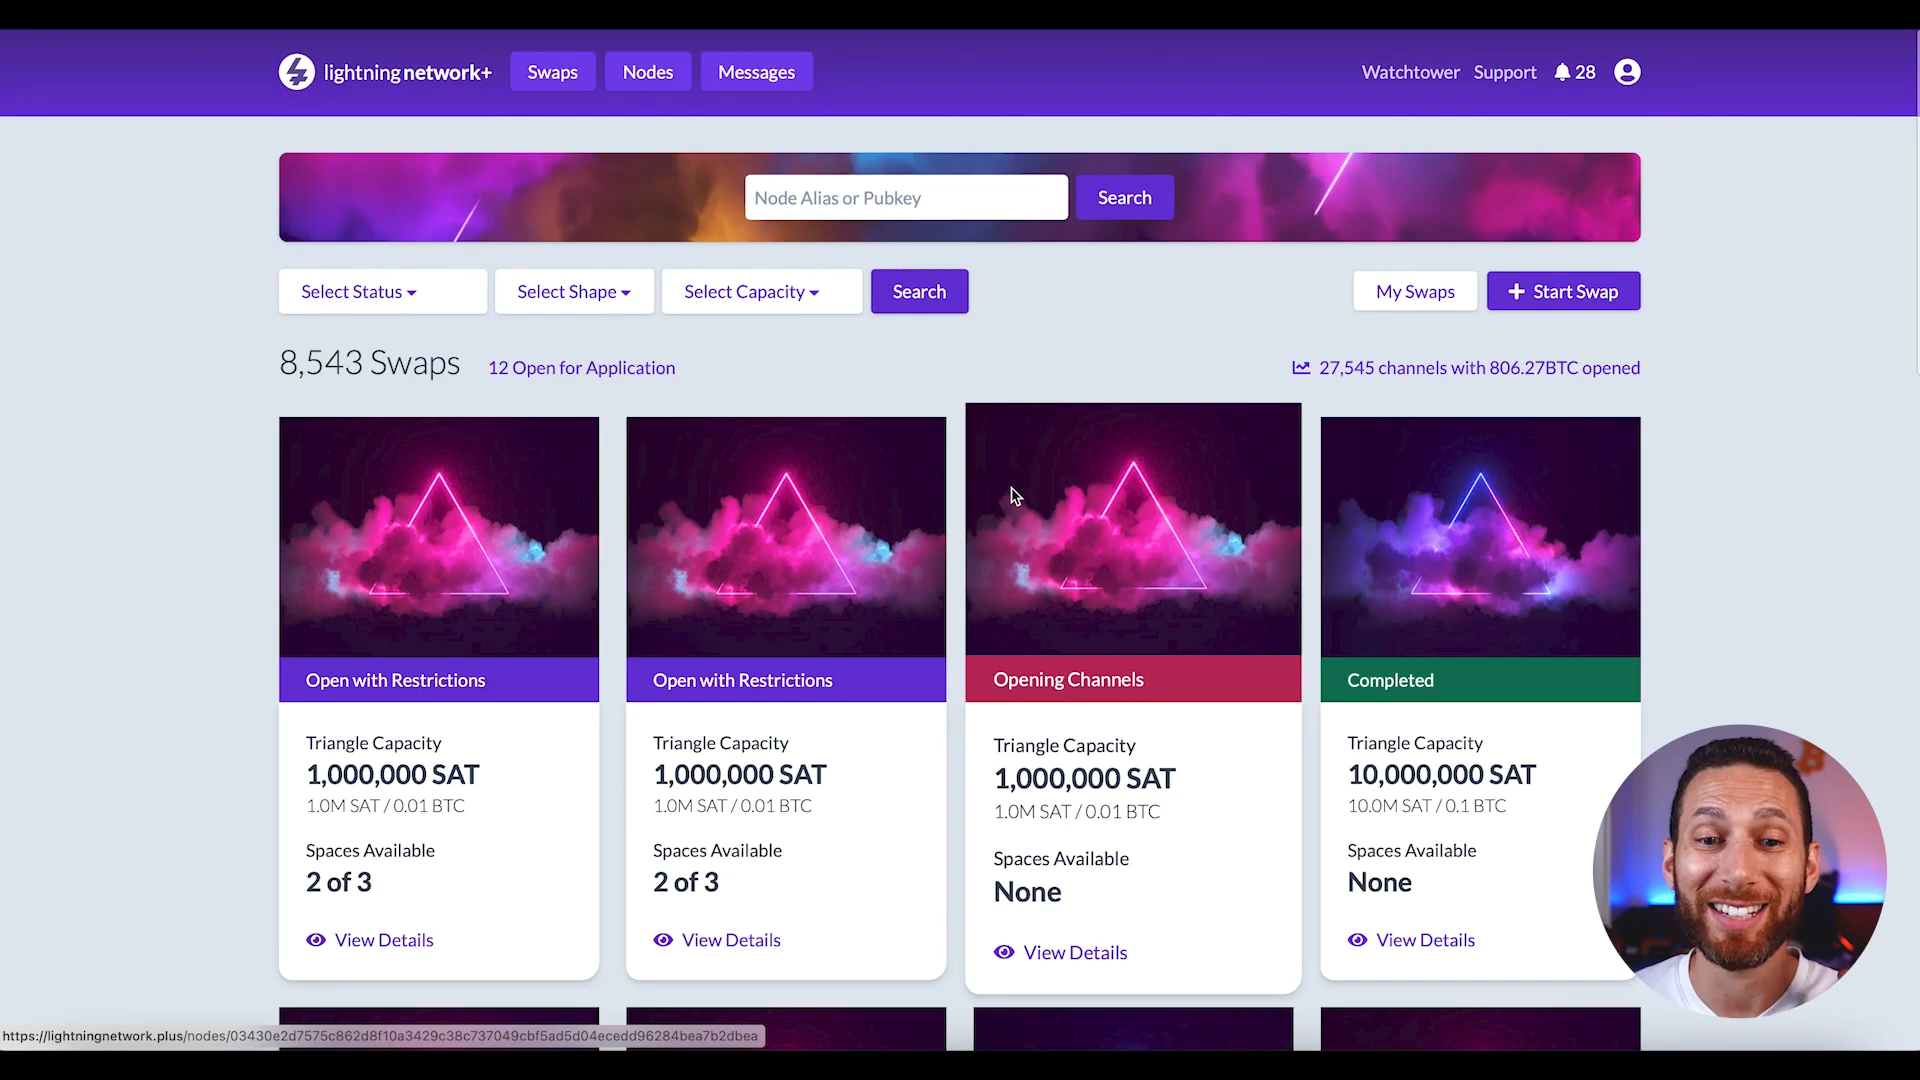 lightningnetwork+
Swaps
Nodes
Messages
Watchtower
Support
28
Node Alias or Pubkey
Search
Select Status
Select Shape
Select Capacity
Search
My Swaps
+ Start Swap
8,543 Swaps
12 Open for Application
27,545 channels with 806.27BTC opened
Open with Restrictions
Triangle Capacity
1,000,000 SAT
1.0M SAT / 0.01 BTC
Spaces Available
2 of 3
View Details
Open with Restrictions
Triangle Capacity
1,000,000 SAT
1.0M SAT / 0.01 BTC
Spaces Available
2 of 3
View Details
Opening Channels
Triangle Capacity
1,000,000 SAT
1.0M SAT / 0.01 BTC
Spaces Available
None
View Details
Completed
Triangle Capacity
10,000,000 SAT
10.0M SAT / 0.1 BTC
Spaces Available
None
View Details
https://lightningnetwork.plus/nodes/03430e2d7575c862d8f10a3429c38c737049cbf5ad5d04ecedd96284bea7b2dbea